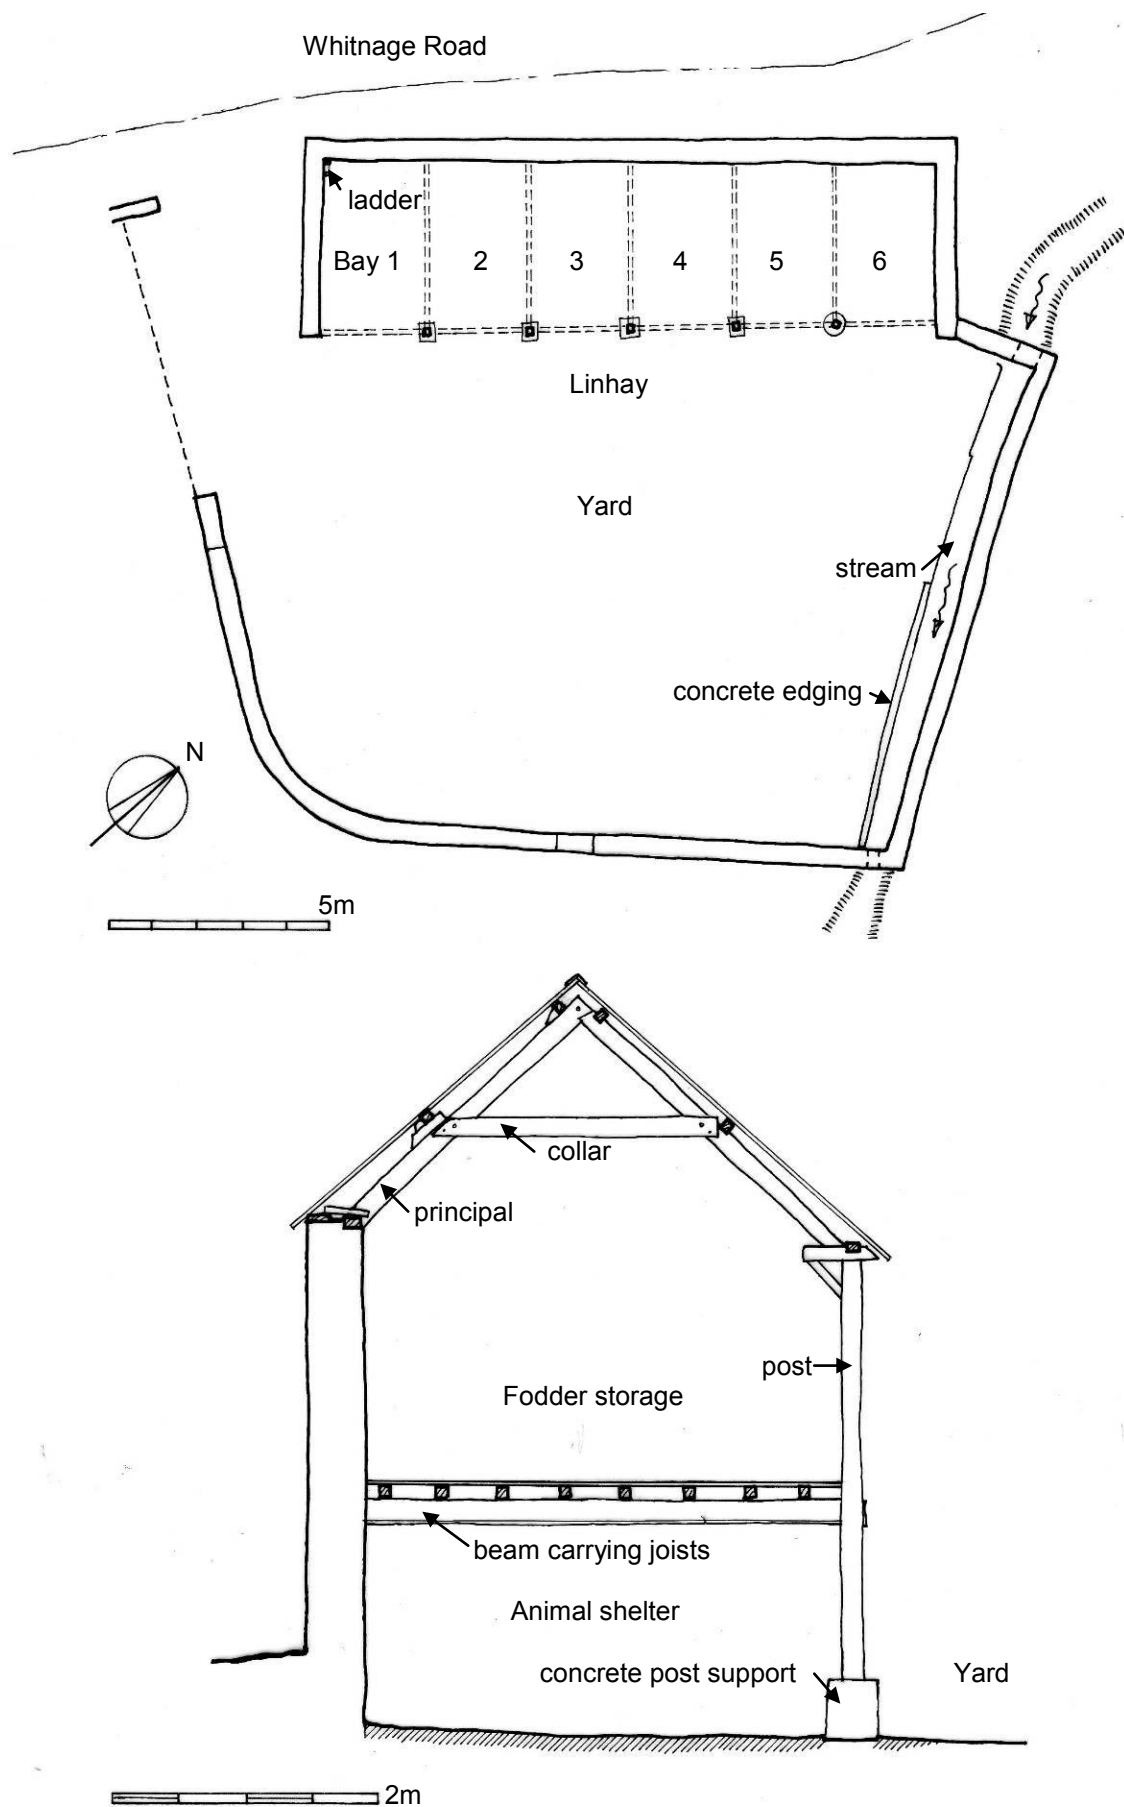 Whitnage Road
ladder
Bay 1 2 3 4 5 6
Linhay
Yard
stream
concrete edging
N
5m
collar
principal
post
Fodder storage
beam carrying joists
Animal shelter
concrete post support
Yard
2m